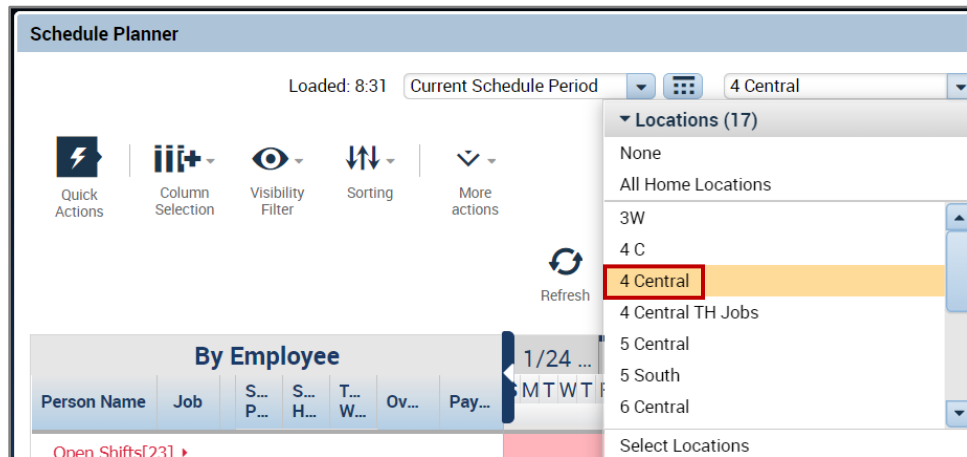 Schedule Planner
Loaded: 8:31 Current Schedule Period 4 Central
Locations (17)
None
All Home Locations
3W
4 C
4 Central
4 Central TH Jobs
5 Central
5 South
6 Central
Select Locations
Quick
Actions
Column
Selection
Visibility
Filter
Sorting
More
actions
Refresh
By Employee
1/24 ...
Person Name Job S... P... S... H... T... W... Ov... Pay...
M T W T F
Open Shifts[23]